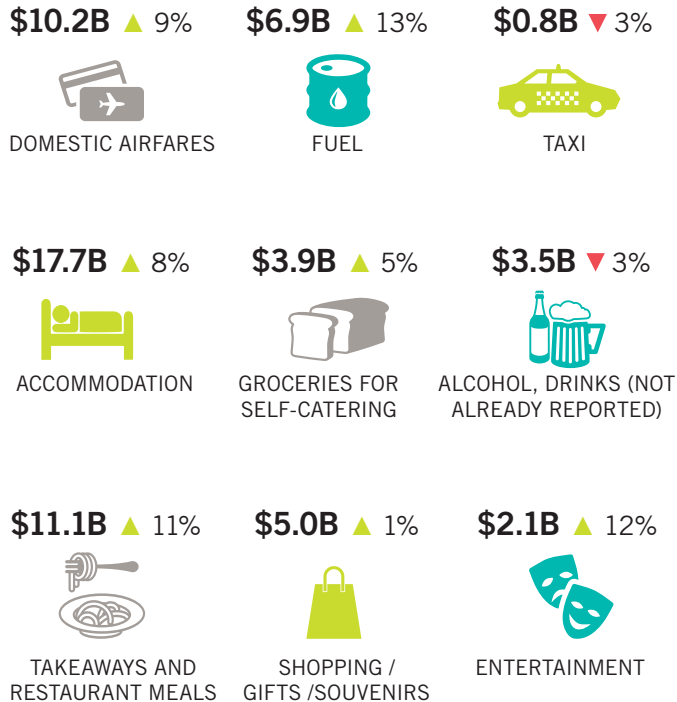 $10.2B ▲ 9%
DOMESTIC AIRFARES
$6.9B ▲ 13%
FUEL
$0.8B ▼ 3%
TAXI
$17.7B ▲ 8%
ACCOMMODATION
$3.9B ▲ 5%
GROCERIES FOR
SELF-CATERING
$3.5B ▼ 3%
ALCOHOL, DRINKS (NOT
ALREADY REPORTED)
$11.1B ▲ 11%
TAKEAWAYS AND
RESTAURANT MEALS
$5.0B ▲ 1%
SHOPPING /
GIFTS /SOUVENIRS
$2.1B ▲ 12%
ENTERTAINMENT